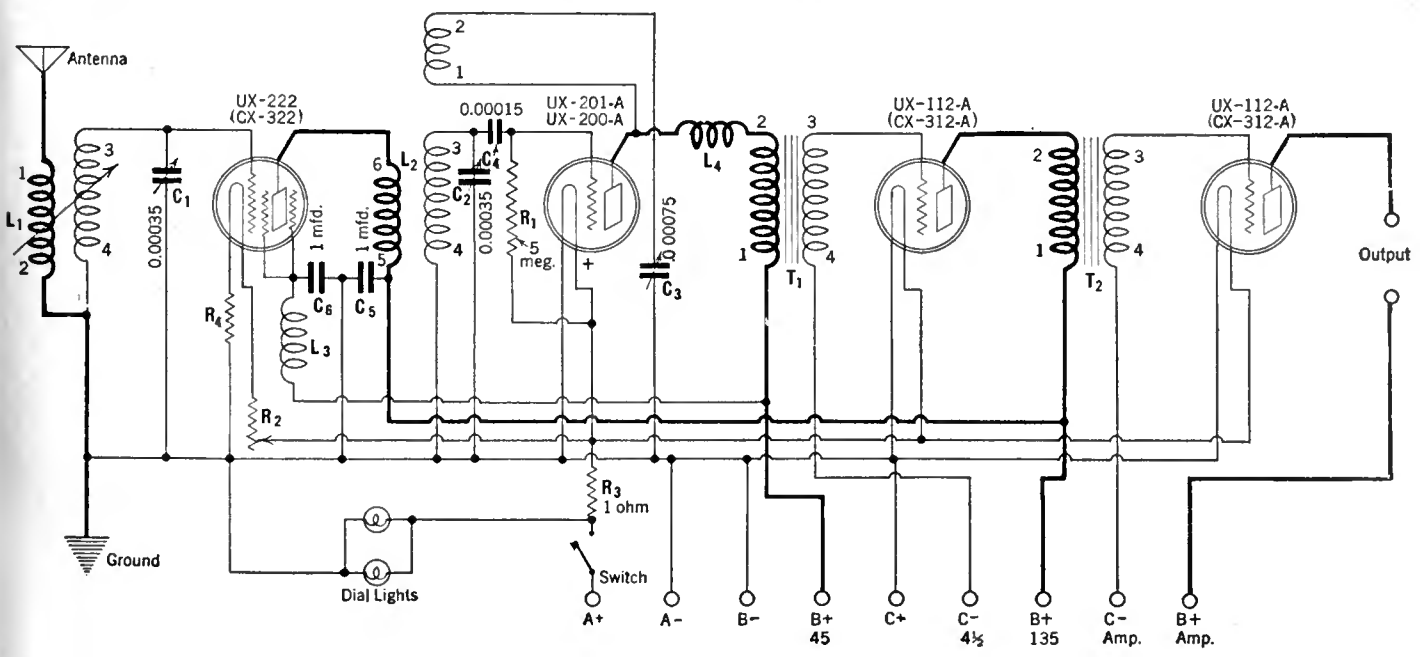 Antenna
1
L1
2
3
4
C1
0.00035
UX-222
(CX-322)
R4
R2
L3
1 mfd.
C6
1 mfd.
C5
6
5
L2
2
1
3
4
0.00015
C4
C2
0.00035
R1
5
meg.
UX-201-A
UX-200-A
+
0.00075
C3
L4
2
1
T1
3
4
UX-112-A
(CX-312-A)
2
1
T2
3
4
UX-112-A
(CX-312-A)
Output
Ground
Dial Lights
R3
1 ohm
Switch
A+
A-
B-
B+
45
C+
C-
4½
B+
135
C-
Amp.
B+
Amp.